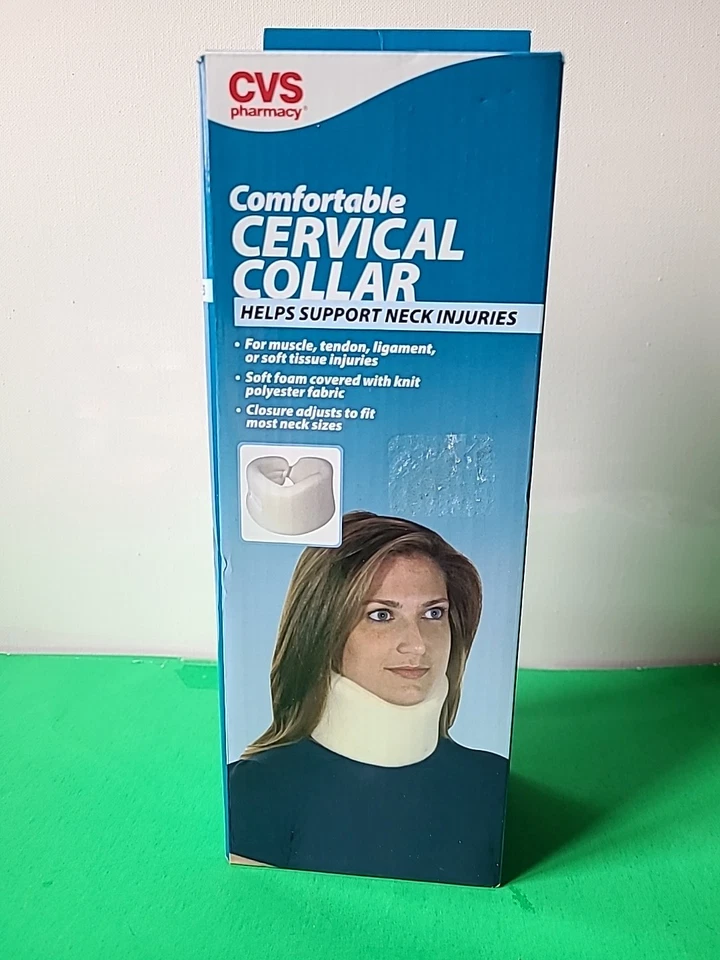 CVS
pharmacy®
Comfortable
CERVICAL
COLLAR
HELPS SUPPORT NECK INJURIES
• For muscle, tendon, ligament,
or soft tissue injuries
• Soft foam covered with knit
polyester fabric
• Closure adjusts to fit
most neck sizes